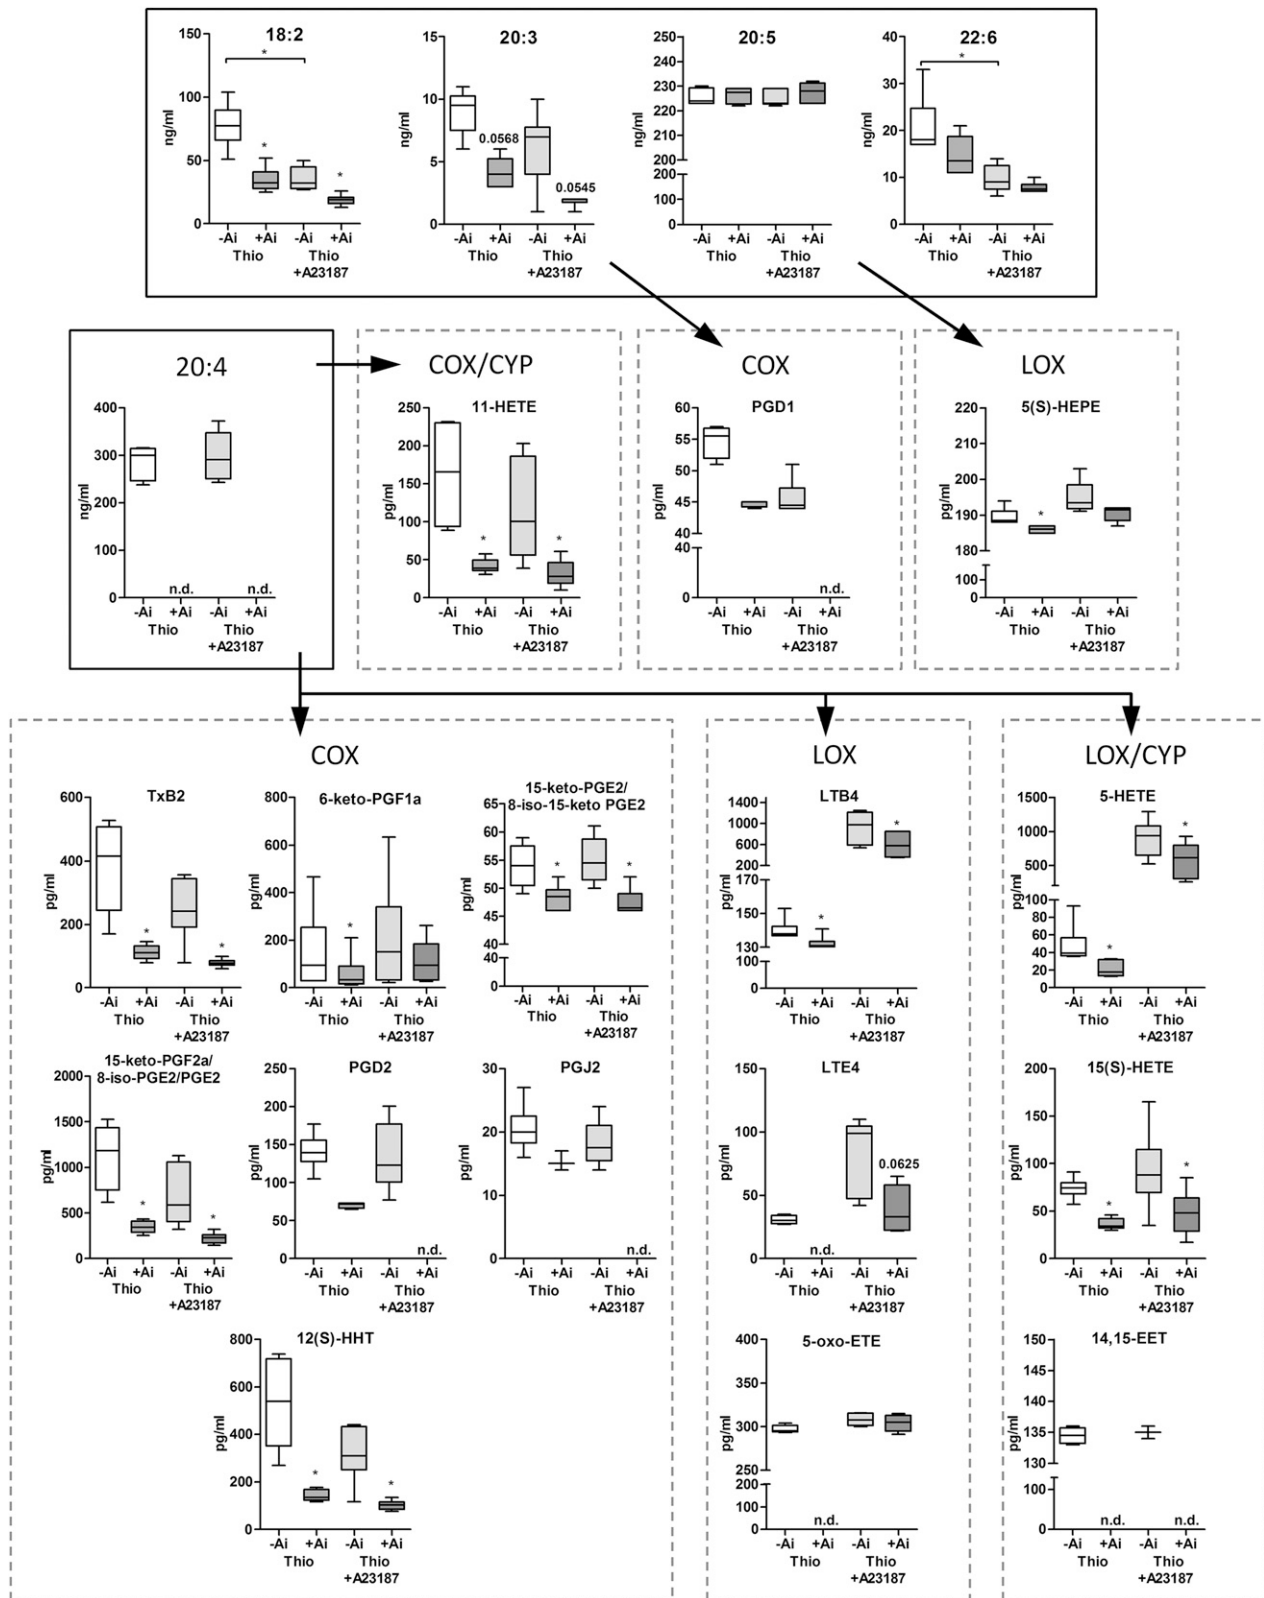 18:2
ng/ml
150
100
50
0
*
*
*
-Ai +Ai -Ai +Ai
Thio Thio
+A23187
20:3
ng/ml
15
10
5
0
0.0568
0.0545
-Ai +Ai -Ai +Ai
Thio Thio
+A23187
20:5
ng/ml
250
240
230
220
210
200
200
100
0
-Ai +Ai -Ai +Ai
Thio Thio
+A23187
22:6
ng/ml
40
30
20
10
0
*
-Ai +Ai -Ai +Ai
Thio Thio
+A23187
20:4
ng/ml
400
300
200
100
0
n.d. n.d.
-Ai +Ai -Ai +Ai
Thio Thio
+A23187
COX/CYP
11-HETE
pg/ml
250
200
150
100
50
0
* *
-Ai +Ai -Ai +Ai
Thio Thio
+A23187
COX
PGD1
pg/ml
60
55
50
45
40
40
0
n.d.
-Ai +Ai -Ai +Ai
Thio Thio
+A23187
LOX
5(S)-HEPE
pg/ml
220
210
200
190
180
100
0
*
-Ai +Ai -Ai +Ai
Thio Thio
+A23187
COX
TxB2
pg/ml
600
400
200
0
* *
-Ai +Ai -Ai +Ai
Thio Thio
+A23187
6-keto-PGF1a
pg/ml
800
600
400
200
0
*
-Ai +Ai -Ai +Ai
Thio Thio
+A23187
15-keto-PGE2/
8-iso-15-keto PGE2
pg/ml
65
60
55
50
45
40
40
0
* *
-Ai +Ai -Ai +Ai
Thio Thio
+A23187
15-keto-PGF2a/
8-iso-PGE2/PGE2
pg/ml
2000
1500
1000
500
0
* *
-Ai +Ai -Ai +Ai
Thio Thio
+A23187
PGD2
pg/ml
250
200
150
100
50
0
n.d.
-Ai +Ai -Ai +Ai
Thio Thio
+A23187
PGJ2
pg/ml
30
20
10
0
n.d.
-Ai +Ai -Ai +Ai
Thio Thio
+A23187
12(S)-HHT
pg/ml
800
600
400
200
0
* *
-Ai +Ai -Ai +Ai
Thio Thio
+A23187
LOX
LTB4
pg/ml
1400
1000
600
200
170
150
130
100
0
* *
-Ai +Ai -Ai +Ai
Thio Thio
+A23187
LTE4
pg/ml
150
100
50
0
0.0625
n.d.
-Ai +Ai -Ai +Ai
Thio Thio
+A23187
5-oxo-ETE
pg/ml
400
350
300
250
200
100
0
n.d.
-Ai +Ai -Ai +Ai
Thio Thio
+A23187
LOX/CYP
5-HETE
pg/ml
1500
1000
500
100
80
60
40
20
0
* *
-Ai +Ai -Ai +Ai
Thio Thio
+A23187
15(S)-HETE
pg/ml
200
150
100
50
0
* *
-Ai +Ai -Ai +Ai
Thio Thio
+A23187
14,15-EET
pg/ml
150
145
140
135
130
100
0
n.d. n.d.
-Ai +Ai -Ai +Ai
Thio Thio
+A23187